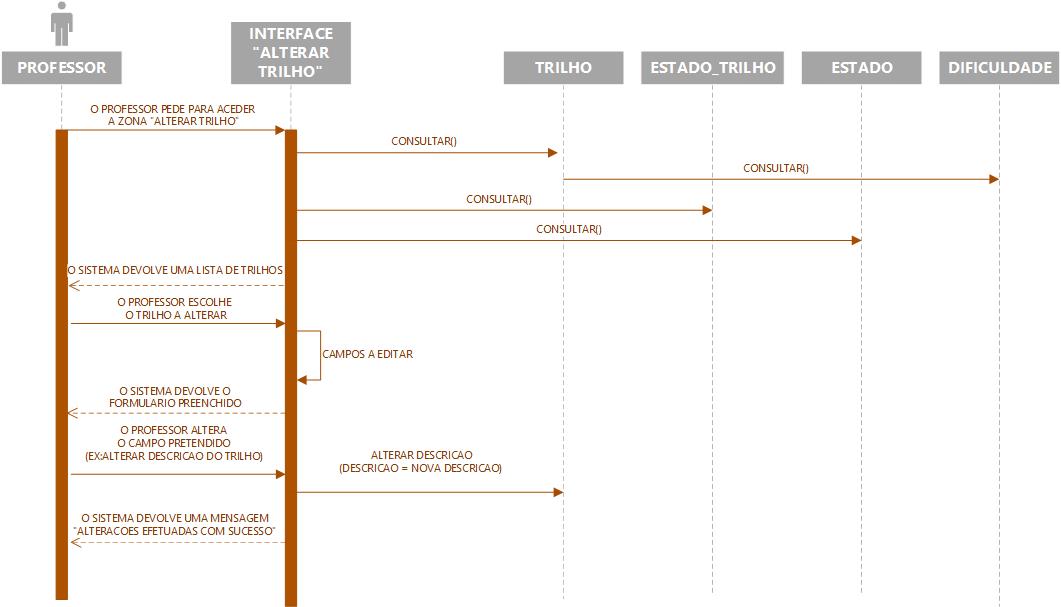 PROFESSOR
INTERFACE
"ALTERAR
TRILHO"
TRILHO
ESTADO_TRILHO
ESTADO
DIFICULDADE
O PROFESSOR PEDE PARA ACEDER
A ZONA "ALTERAR TRILHO"
CONSULTAR()
CONSULTAR()
CONSULTAR()
CONSULTAR()
O SISTEMA DEVOLVE UMA LISTA DE TRILHOS
O PROFESSOR ESCOLHE
O TRILHO A ALTERAR
CAMPOS A EDITAR
O SISTEMA DEVOLVE O
FORMULARIO PREENCHIDO
O PROFESSOR ALTERA
O CAMPO PRETENDIDO
(EX:ALTERAR DESCRICAO DO TRILHO)
ALTERAR DESCRICAO
(DESCRICAO = NOVA DESCRICAO)
O SISTEMA DEVOLVE UMA MENSAGEM
"ALTERACOES EFETUADAS COM SUCESSO"